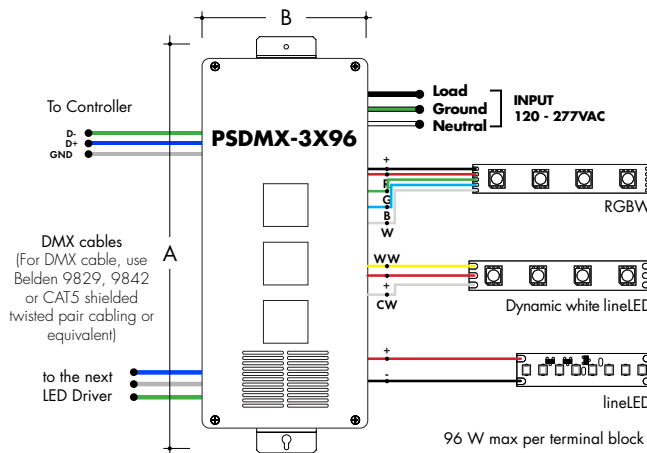 B
To Controller
D-
D+
GND
PSDMX-3X96
Load
Ground
Neutral
INPUT
120 - 277VAC
+
R
G
B
W
RGBW
DMX cables
(For DMX cable, use
Belden 9829, 9842
or CAT5 shielded
twisted pair cabling or
equivalent)
A
WW
+
CW
Dynamic white lineLED
to the next
LED Driver
+
-
lineLED
96 W max per terminal block